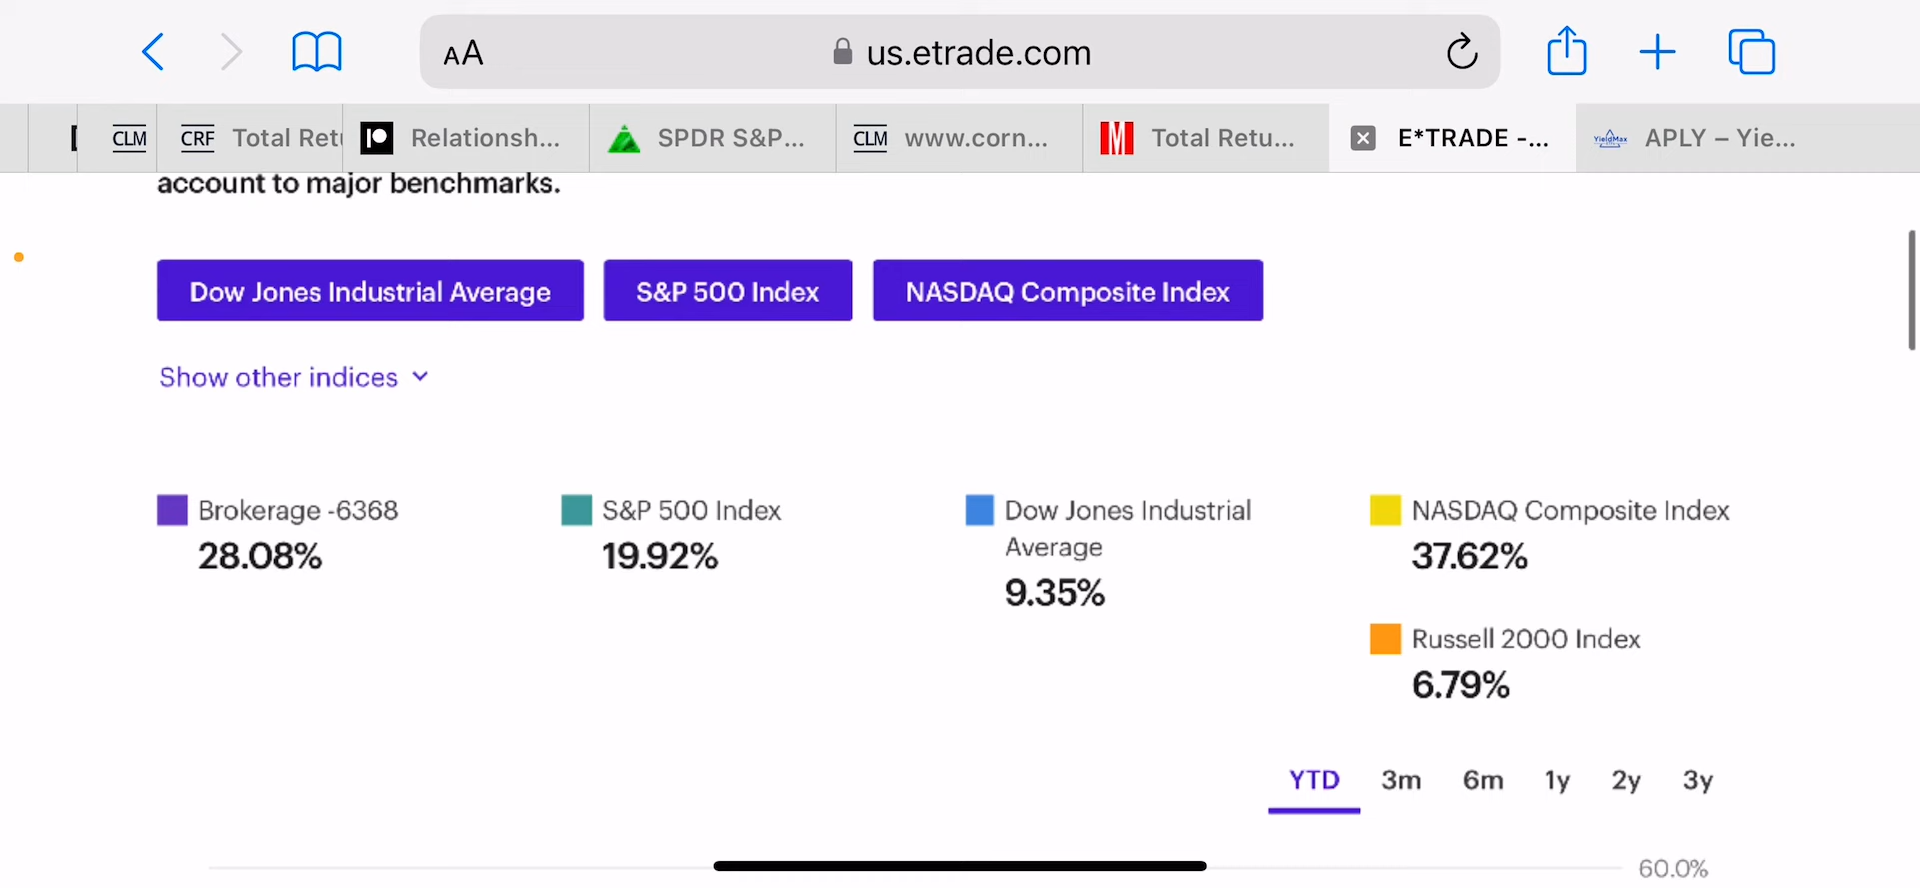 AA us.etrade.com
CLM CRF Total Ret Relationsh... SPDR S&P... CLM www.corn... M Total Retu... E*TRADE -... YieldMax APLY – Yie...
account to major benchmarks.
Dow Jones Industrial Average S&P 500 Index NASDAQ Composite Index
Show other indices
Brokerage -6368 S&P 500 Index Dow Jones Industrial NASDAQ Composite Index
28.08% 19.92% Average 37.62%
9.35%
Russell 2000 Index
6.79%
YTD 3m 6m 1y 2y 3y
60.0%